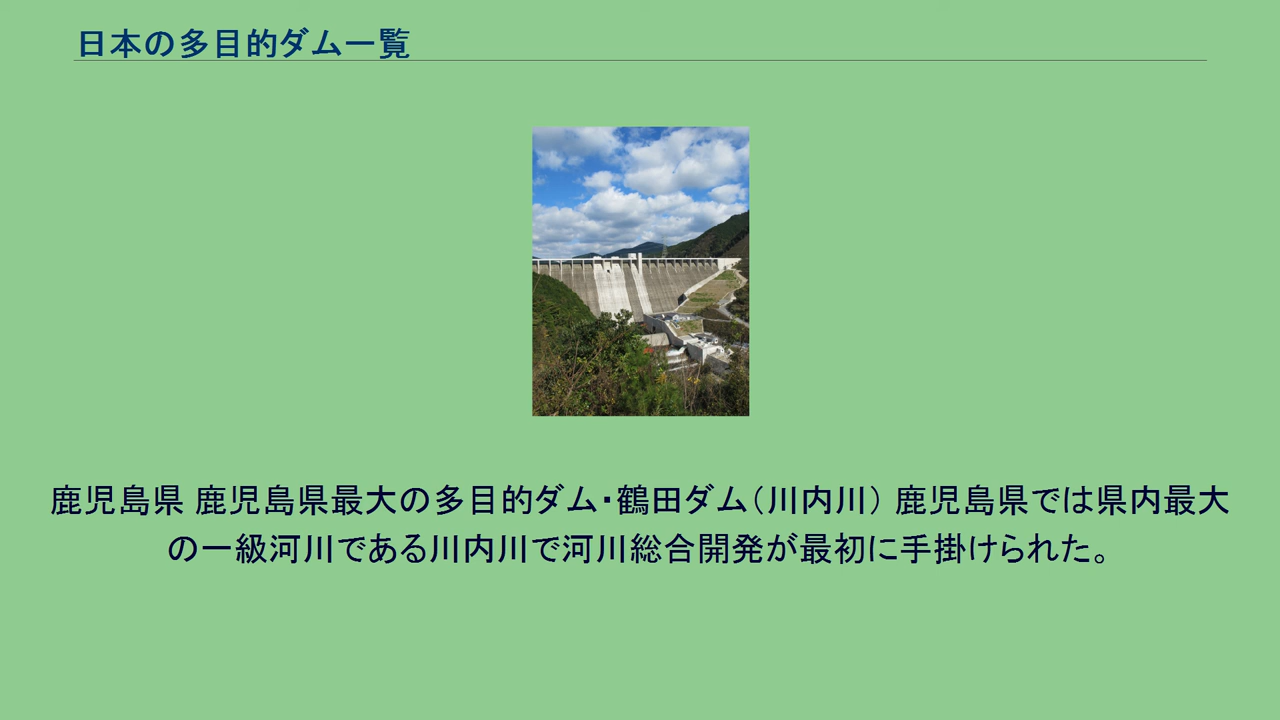 日本の多目的ダム一覧
鹿児島県 鹿児島県最大の多目的ダム・鶴田ダム（川内川） 鹿児島県では県内最大
の一級河川である川内川で河川総合開発が最初に手掛けられた。